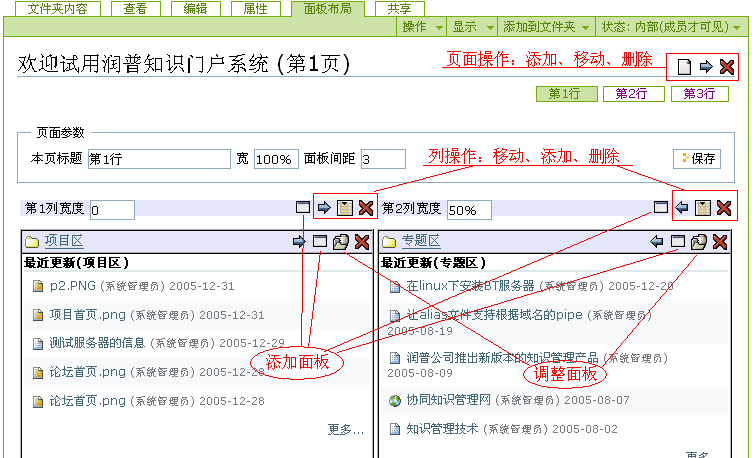 文件夹内容 查看 编辑 属性 面板布局 共享
操作 显示 添加到文件夹 状态: 内部(成员才可见)
欢迎试用润普知识门户系统 (第1页) 页面操作：添加、移动、删除
第1行 第2行 第3行
页面参数
列操作：移动、添加、删除
本页标题 第1行 宽 100% 面板间距 3 保存
第1列宽度 0 第2列宽度 50%
项目区
最近更新(项目区)
p2.PNG (系统管理员) 2005-12-31
项目首页.png (系统管理员) 2005-12-31
测试服务器的信息 (系统管理员) 2005-12-29
论坛首页.png (系统管理员) 2005-12-28
论坛首页.png (系统管理员) 2005-12-28
更多...
专题区
最近更新(专题区)
在linux下安装BT服务器 (系统管理员) 2005-12-20
让alias文件支持根据域名的pipe (系统管理员)
2005-08-19
润普公司推出新版本的知识管理产品 (系统管理员)
2005-08-09
协同知识管理网 (系统管理员) 2005-08-07
知识管理技术 (系统管理员) 2005-08-02
更多...
添加面板
调整面板